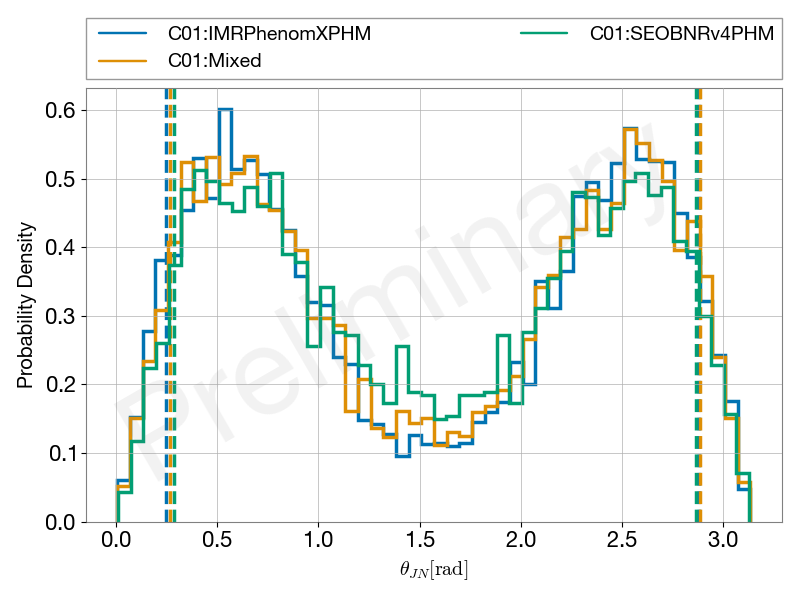 C01:IMRPhenomXPHM
C01:Mixed
C01:SEOBNRv4PHM
Preliminary
Probability Density
0.6
0.5
0.4
0.3
0.2
0.1
0.0
0.0 0.5 1.0 1.5 2.0 2.5 3.0
θ_{JN}[rad]